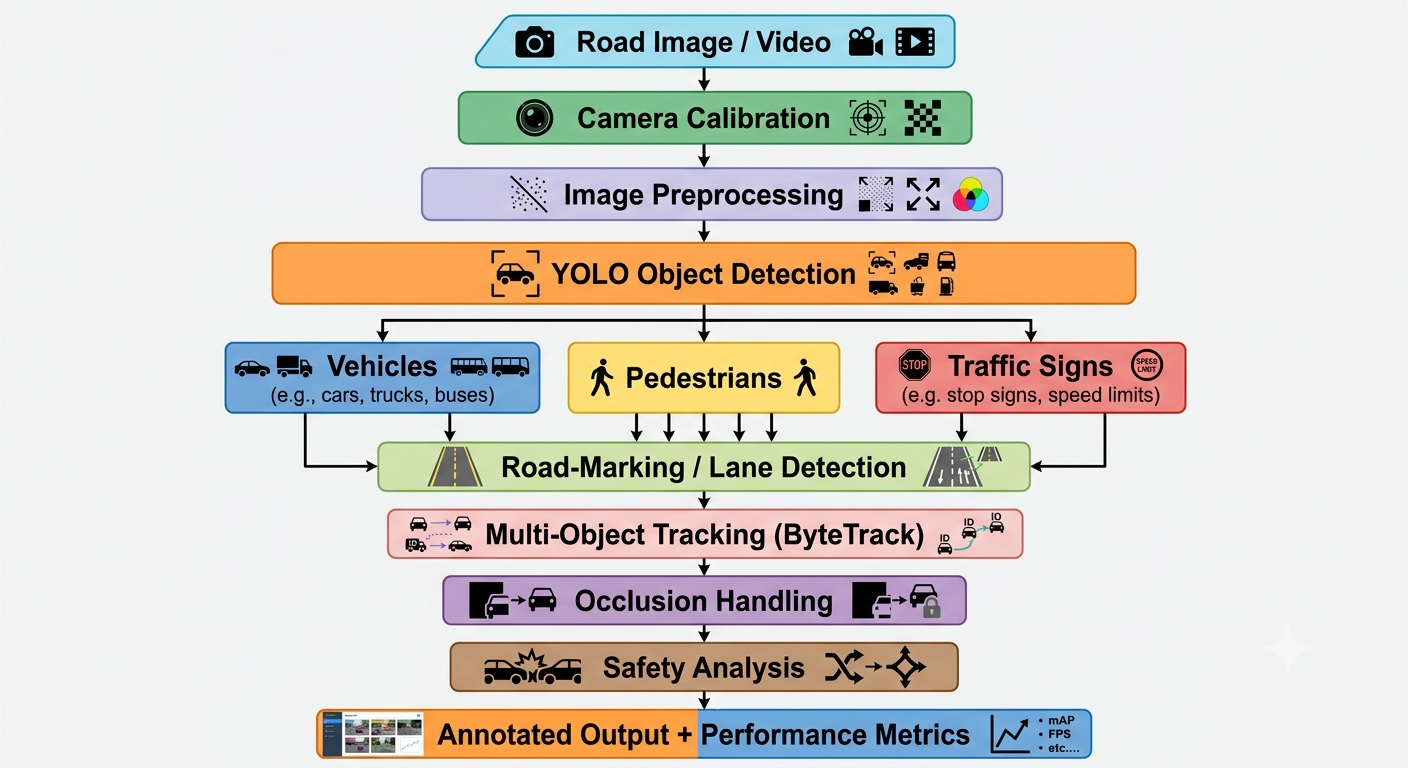 Road Image / Video
Camera Calibration
Image Preprocessing
YOLO Object Detection
Vehicles
(e.g., cars, trucks, buses)
Pedestrians
STOP
Traffic Signs
(e.g. stop signs, speed limits)
Road-Marking / Lane Detection
ID
Multi-Object Tracking (ByteTrack)
ID
ID
IO
Occlusion Handling
Safety Analysis
Annotated Output + Performance Metrics
• mAP
• FPS
• etc....